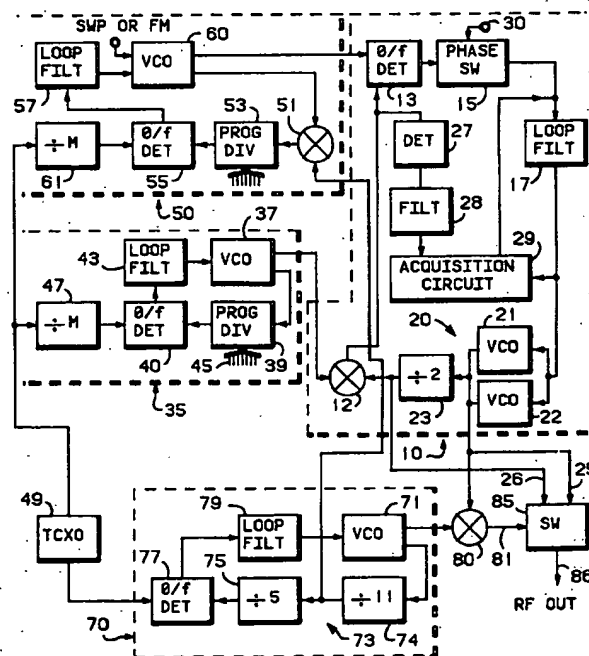 SWP OR FM
60
30
LOOP
FILT
VCO
0/f
DET
PHASE
SW
57
53
51
13
15
÷M
0/f
DET
PROG
DIV
DET
27
LOOP
FILT
61
55
17
50
37
FILT
28
43
LOOP
FILT
VCO
29
ACQUISITION
CIRCUIT
47
÷M
0/f
DET
PROG
DIV
20
21
VCO
40
45
39
÷2
12
23
VCO
22
35
10
26
25
49
79
71
85
TCXO
LOOP
FILT
VCO
SW
80
81
77
75
0/f
DET
÷5
÷11
86
RF OUT
70
73
74